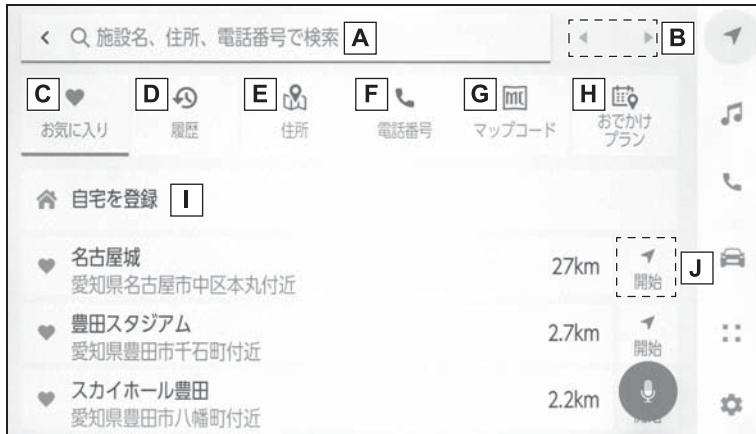 施設名、住所、電話番号で検索 A
B
C D E F G H
お気に入り 履歴 住所 電話番号 マップコード おでかけ
プラン
自宅を登録 I
名古屋城
愛知県名古屋市中区本丸付近
27km
開始
J
豊田スタジアム
愛知県豊田市千石町付近
2.7km
開始
スカイホール豊田
愛知県豊田市八幡町付近
2.2km